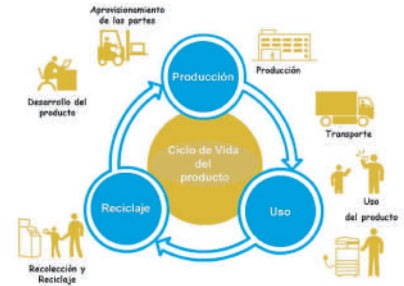 Aprovisionamiento
de las partes
Producción
Producción
Desarrollo del
producto
Transporte
Ciclo de Vida
del
producto
Reciclaje
Uso
Uso
del producto
Recolección y
Reciclaje